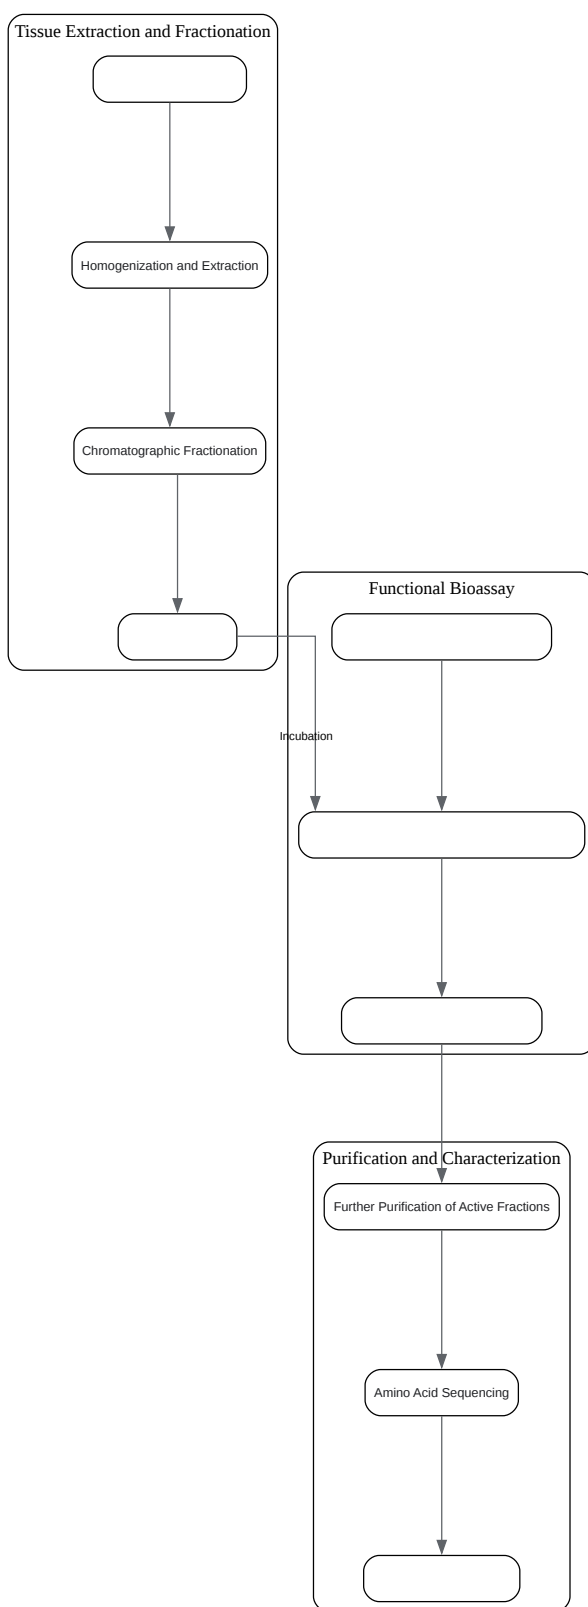 Tissue Extraction and Fractionation
Homogenization and Extraction
Chromatographic Fractionation
Functional Bioassay
Incubation
Purification and Characterization
Further Purification of Active Fractions
Amino Acid Sequencing